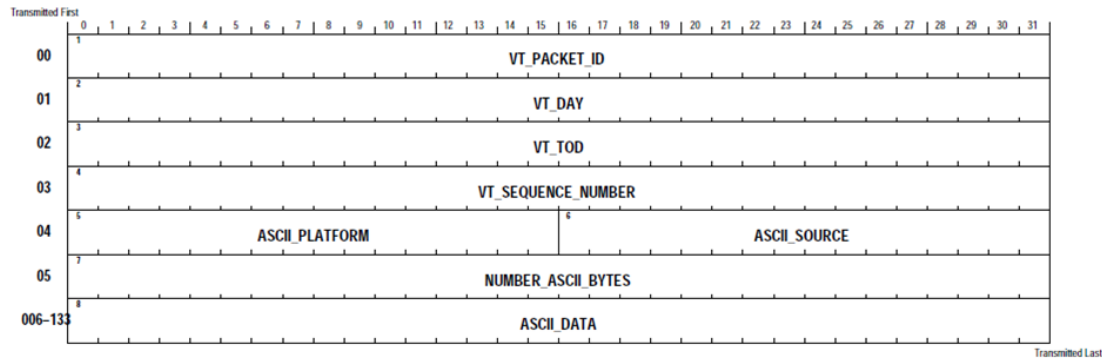 Transmitted First
0 1 2 3 4 5 6 7 8 9 10 11 12 13 14 15 16 17 18 19 20 21 22 23 24 25 26 27 28 29 30 31
1
00 VT_PACKET_ID
2
01 VT_DAY
3
02 VT_TOD
4
03 VT_SEQUENCE_NUMBER
5 6
04 ASCII_PLATFORM ASCII_SOURCE
7
05 NUMBER_ASCII_BYTES
8
006–133 ASCII_DATA
Transmitted Last